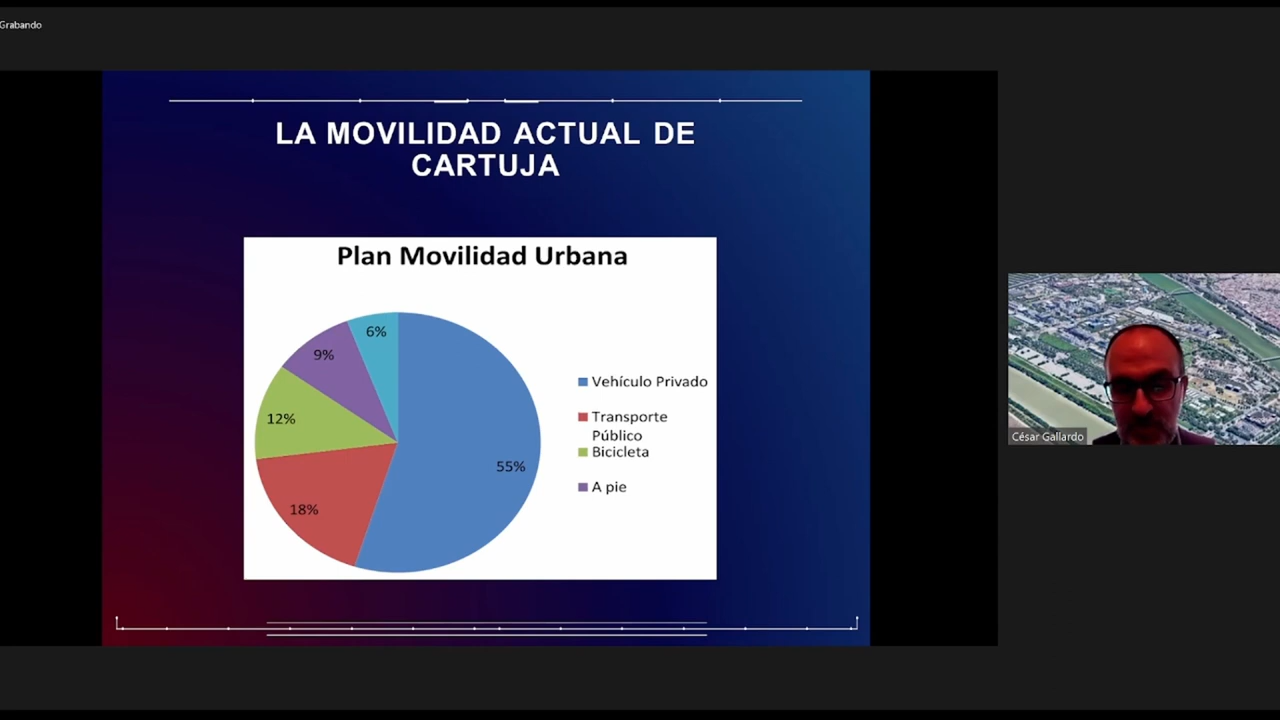 Grabando
LA MOVILIDAD ACTUAL DE
CARTUJA
Plan Movilidad Urbana
6%
9%
12%
18%
55%
Vehículo Privado
Transporte
Público
Bicicleta
A pie
César Gallardo